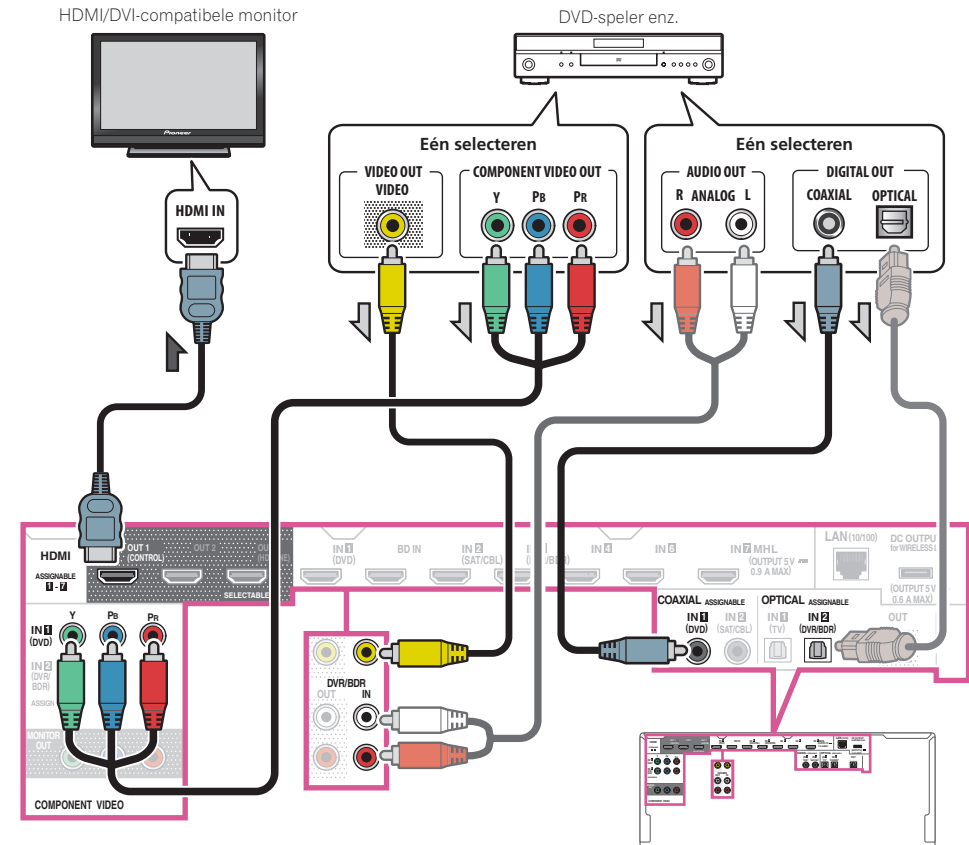 HDMI/DVI-compatibele monitor
DVD-speler enz.
Pioneer
HDMI IN
Eén selecteren
VIDEO OUT
VIDEO
COMPONENT VIDEO OUT
Y PB PR
Eén selecteren
AUDIO OUT
R ANALOG L
DIGITAL OUT
COAXIAL OPTICAL
HDMI
ASSIGNABLE
1-7
OUT 1
(CONTROL)
OUT 2
SELECTABLE
IN 1
(DVD)
BD IN
IN 2
(SAT/CBL)
IN 4
IN 6
IN 7 MHL
(OUTPUT 5 V
0.9 A MAX)
LAN (10/100)
DC OUTPU
for WIRELESS
(OUTPUT 5 V
0.6 A MAX)
COAXIAL ASSIGNABLE
IN 1
(DVD)
IN 2
(SAT/CBL)
OPTICAL ASSIGNABLE
IN 1
(TV)
IN 2
(DVR/BDR)
OUT
Y PB PR
IN 1
(DVD)
IN 2
(DVR/
BDR)
ASSIGN
MONITOR
OUT
COMPONENT VIDEO
DVR/BDR
OUT IN